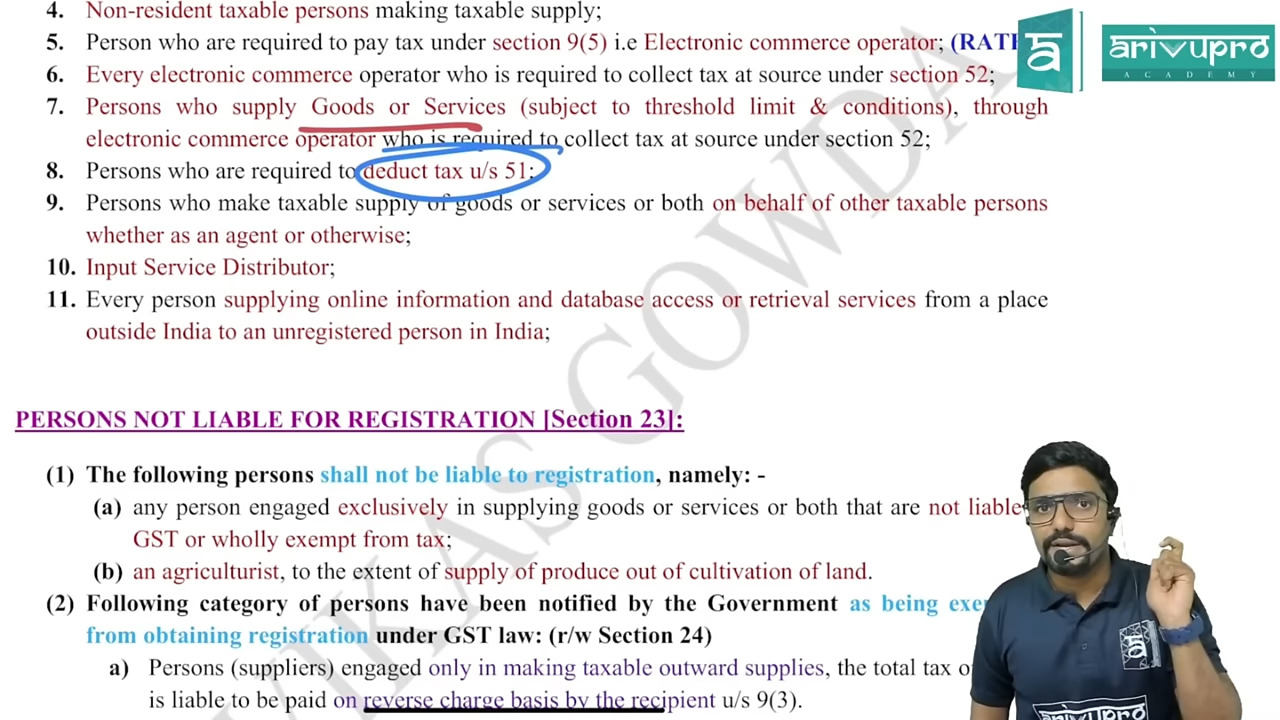 4. Non-resident taxable persons making taxable supply;
5. Person who are required to pay tax under section 9(5) i.e Electronic commerce operator; (RATE
6. Every electronic commerce operator who is required to collect tax at source under section 52;
7. Persons who supply Goods or Services (subject to threshold limit & conditions), through
electronic commerce operator who is required to collect tax at source under section 52;
8. Persons who are required to deduct tax u/s 51;
9. Persons who make taxable supply of goods or services or both on behalf of other taxable persons
whether as an agent or otherwise;
10. Input Service Distributor;
11. Every person supplying online information and database access or retrieval services from a place
outside India to an unregistered person in India;
PERSONS NOT LIABLE FOR REGISTRATION [Section 23]:
(1) The following persons shall not be liable to registration, namely: -
(a) any person engaged exclusively in supplying goods or services or both that are not liable
GST or wholly exempt from tax;
(b) an agriculturist, to the extent of supply of produce out of cultivation of land.
(2) Following category of persons have been notified by the Government as being exe
from obtaining registration under GST law: (r/w Section 24)
a) Persons (suppliers) engaged only in making taxable outward supplies, the total tax o
is liable to be paid on reverse charge basis by the recipient u/s 9(3).
VIKAS GOWDA
arivupro
ACADEMY
arivupro